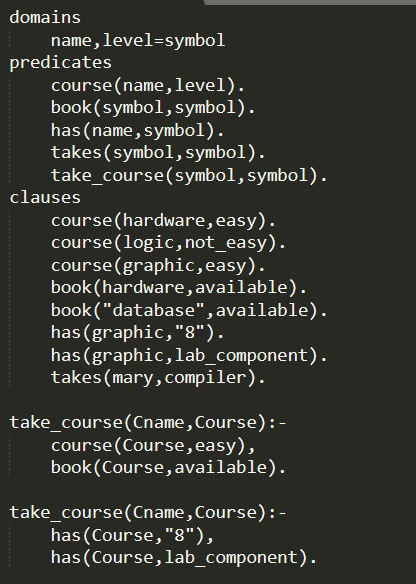 domains
name,level=symbol
predicates
course(name,level).
book(symbol,symbol).
has(name,symbol).
takes(symbol,symbol).
take_course(symbol,symbol).
clauses
course(hardware,easy).
course(logic,not_easy).
course(graphic,easy).
book(hardware,available).
book("database",available).
has(graphic,"8").
has(graphic,lab_component).
takes(mary,compiler).
take_course(Cname,Course):-
course(Course,easy),
book(Course,available).
take_course(Cname,Course):-
has(Course,"8"),
has(Course,lab_component).